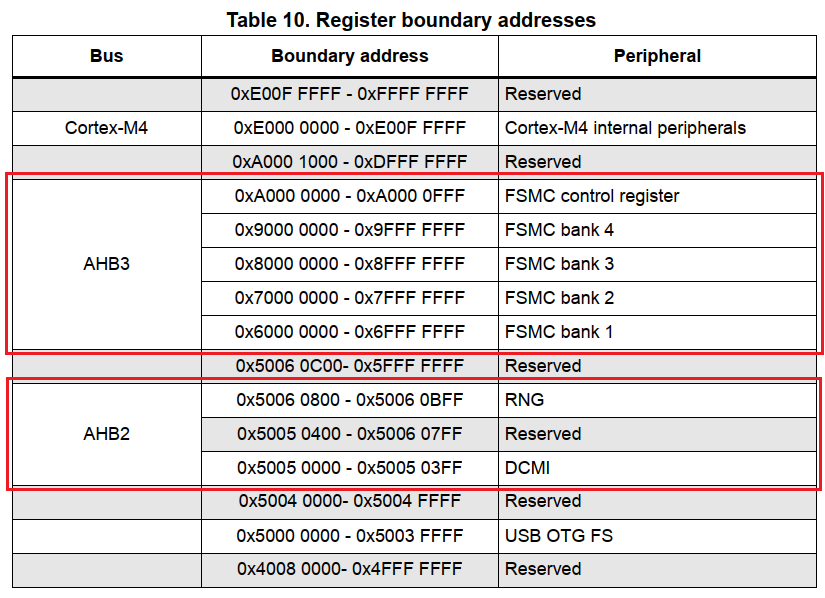 Table 10. Register boundary addresses
Bus Boundary address Peripheral
0xE00F FFFF - 0xFFFF FFFF Reserved
Cortex-M4 0xE000 0000 - 0xE00F FFFF Cortex-M4 internal peripherals
0xA000 1000 - 0xDFFF FFFF Reserved
0xA000 0000 - 0xA000 0FFF FSMC control register
0x9000 0000 - 0x9FFF FFFF FSMC bank 4
AHB3 0x8000 0000 - 0x8FFF FFFF FSMC bank 3
0x7000 0000 - 0x7FFF FFFF FSMC bank 2
0x6000 0000 - 0x6FFF FFFF FSMC bank 1
0x5006 0C00- 0x5FFF FFFF Reserved
0x5006 0800 - 0x5006 0BFF RNG
AHB2 0x5005 0400 - 0x5006 07FF Reserved
0x5005 0000 - 0x5005 03FF DCMI
0x5004 0000- 0x5004 FFFF Reserved
0x5000 0000 - 0x5003 FFFF USB OTG FS
0x4008 0000- 0x4FFF FFFF Reserved